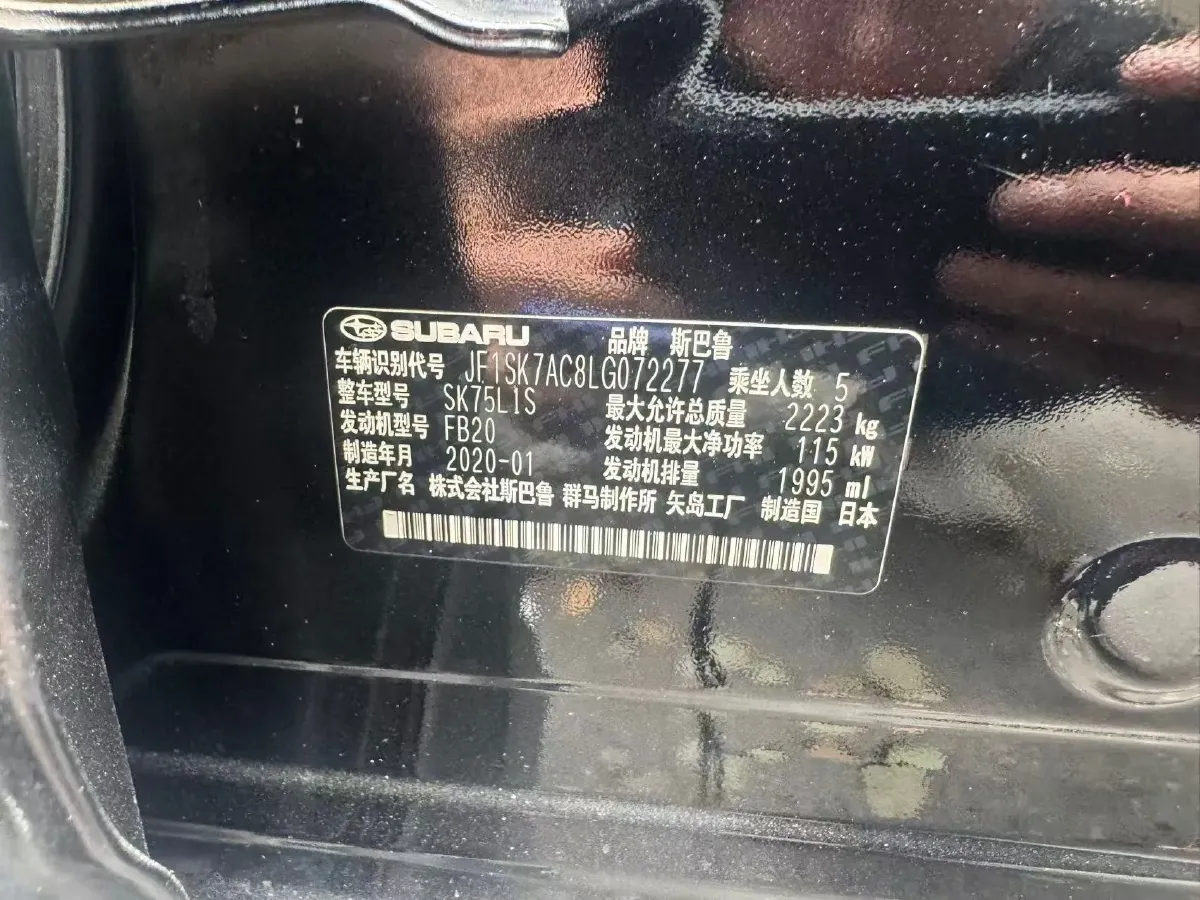 SUBARU 品牌 斯巴鲁
车辆识别代号 JF1SK7AC8LG072277 乘坐人数 5
整车型号 SK75L1S 最大允许总质量 2223 kg
发动机型号 FB20 发动机最大净功率 115 kW
制造年月 2020-01 发动机排量 1995 ml
生产厂名 株式会社斯巴鲁 群马制作所 矢岛工厂 制造国 日本